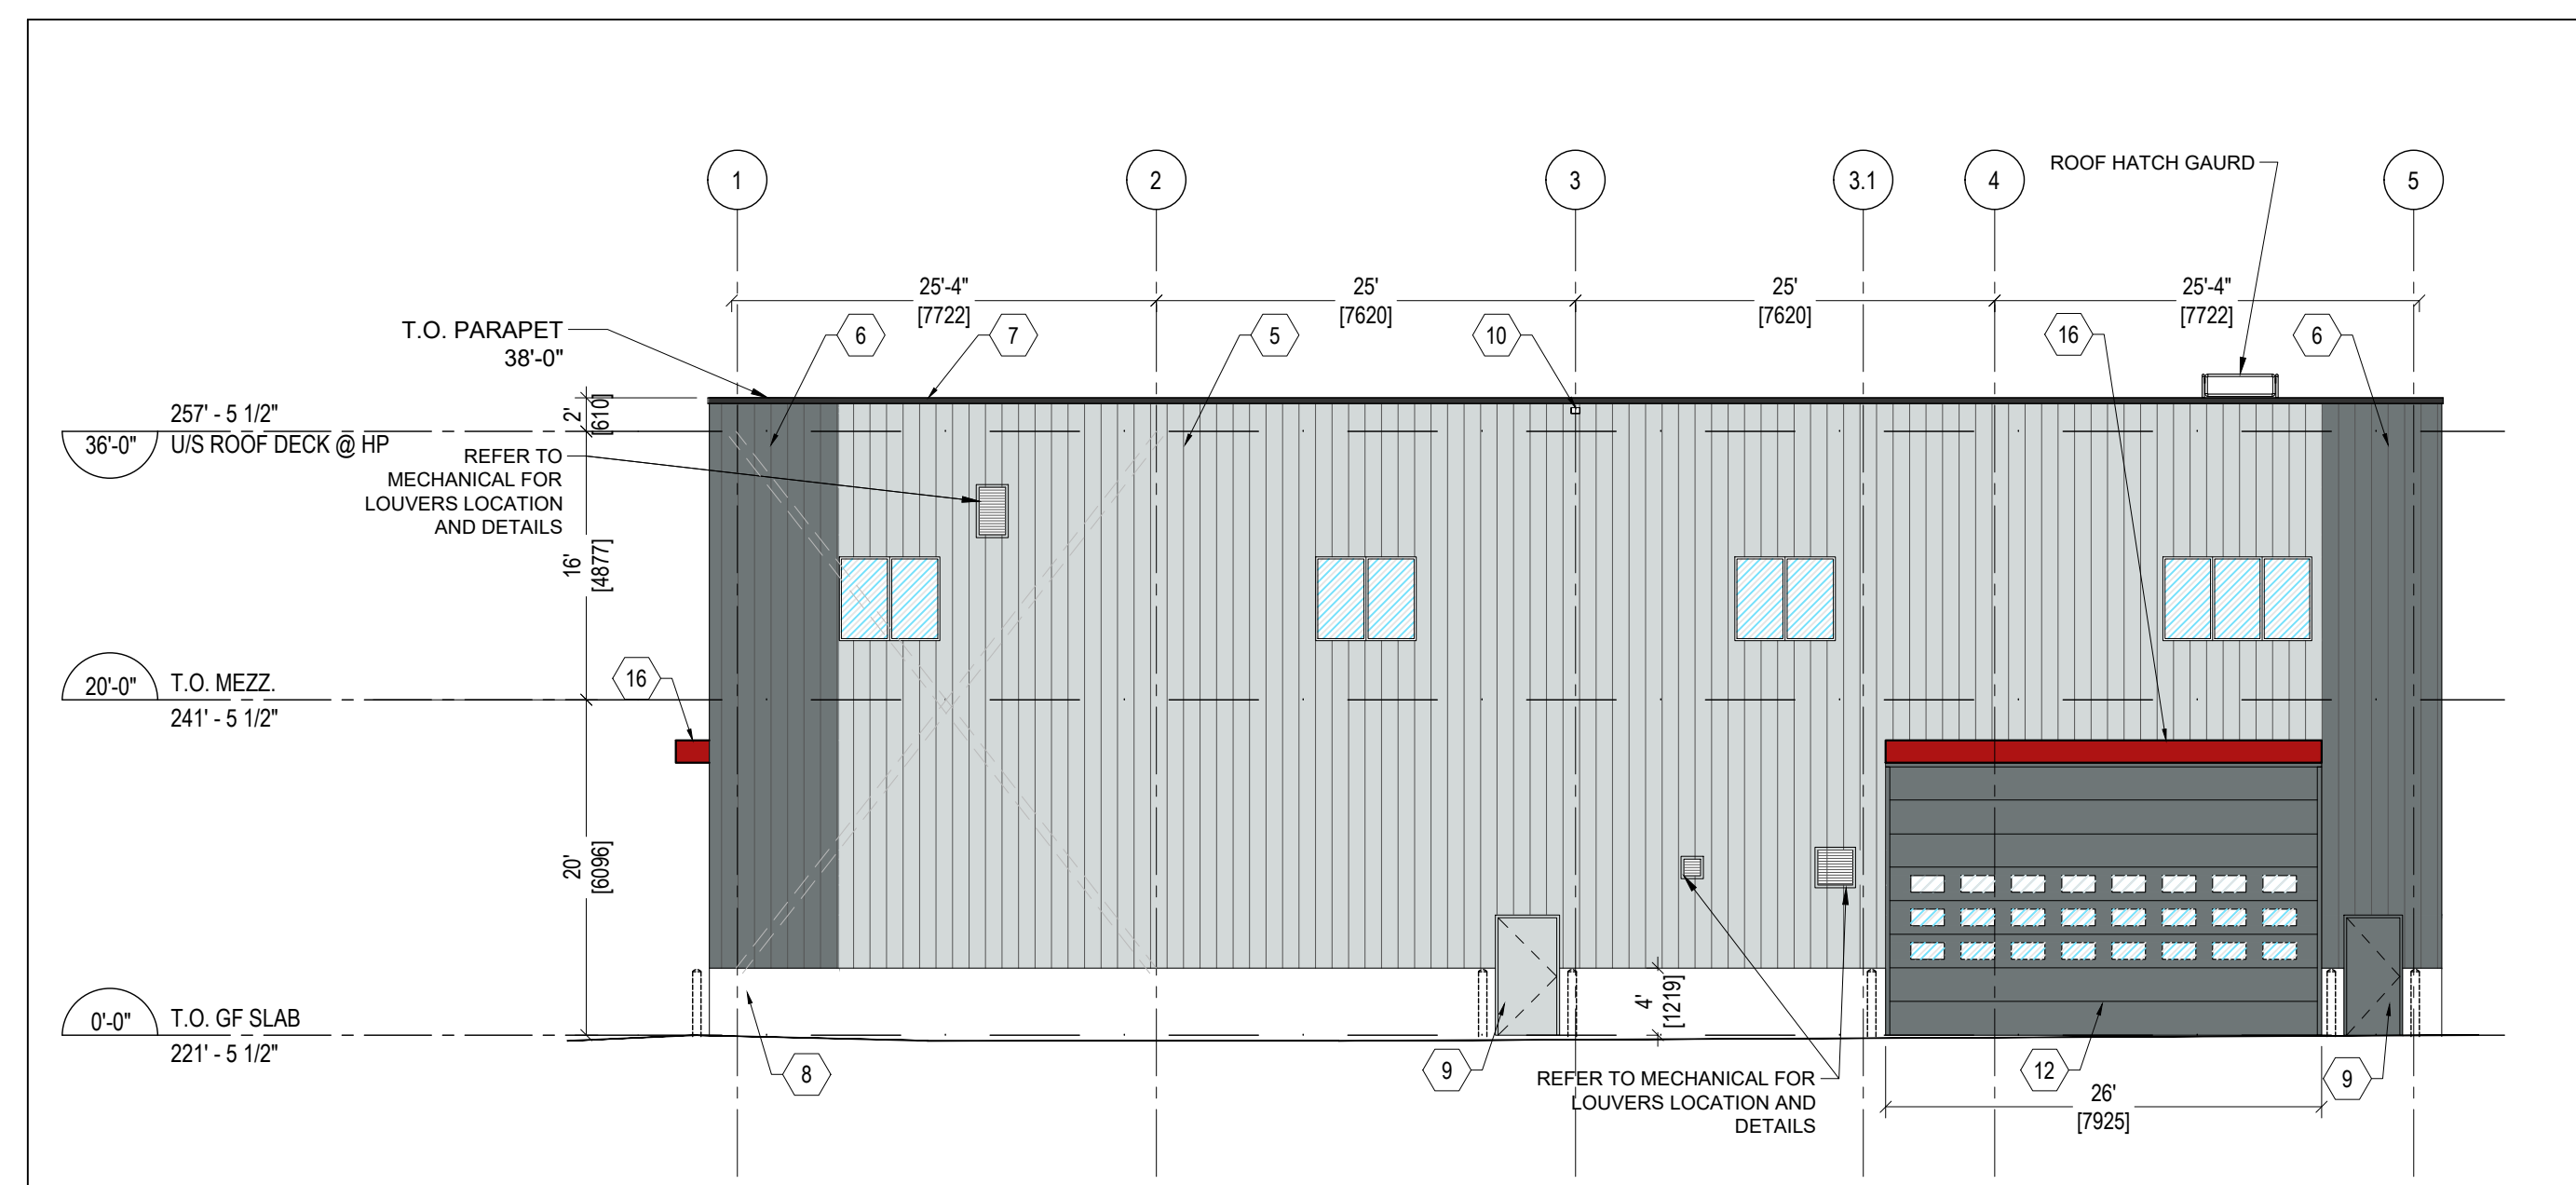 1
2
3
3.1
4
5
ROOF HATCH GAURD
25'-4"
[7722]
25'
[7620]
25'
[7620]
25'-4"
[7722]
T.O. PARAPET
38'-0"
6
7
5
10
16
6
2'
[610]
257' - 5 1/2"
36'-0"
U/S ROOF DECK @ HP
REFER TO
MECHANICAL FOR
LOUVERS LOCATION
AND DETAILS
16'
[4877]
20'-0"
T.O. MEZZ.
241' - 5 1/2"
16
20'
[6096]
4'
[1219]
0'-0"
T.O. GF SLAB
221' - 5 1/2"
8
9
REFER TO MECHANICAL FOR
LOUVERS LOCATION AND
DETAILS
12
9
26'
[7925]